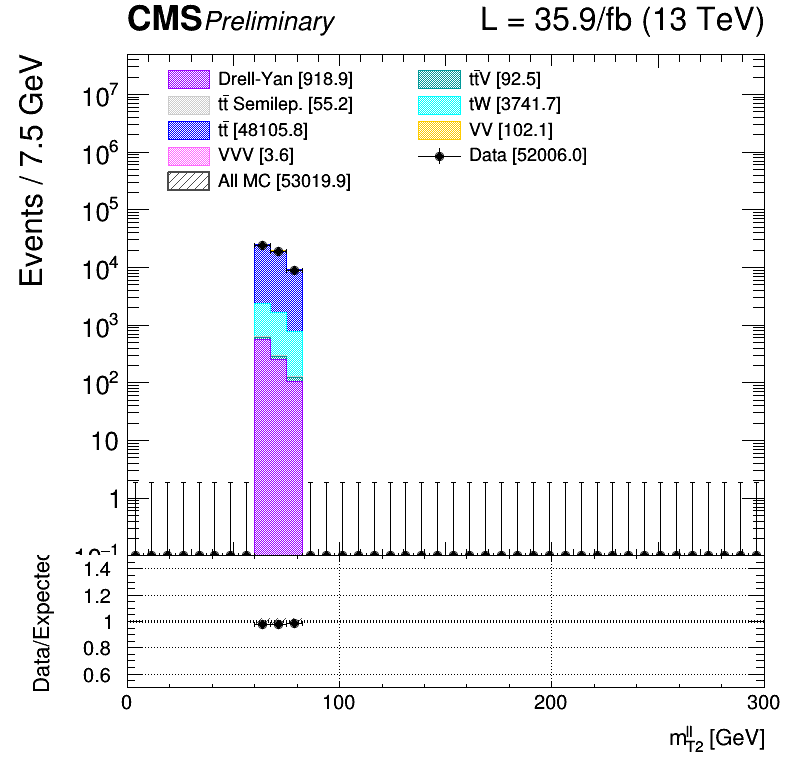 CMS Preliminary L = 35.9/fb (13 TeV)
Events / 7.5 GeV
Drell-Yan [918.9]
tt̄ Semilep. [55.2]
tt̄ [48105.8]
VVV [3.6]
All MC [53019.9]
tt̄V [92.5]
tW [3741.7]
VV [102.1]
Data [52006.0]
10⁷
10⁶
10⁵
10⁴
10³
10²
10
1
10⁻¹
Data/Expected
1.4
1.2
1
0.8
0.6
0 100 200 300
m_{T2}^{ll} [GeV]